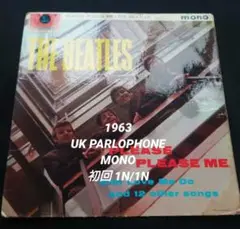 mono
THE BEATLES
1963
UK PARLOPHONE
MONO
初回 1N/1N
PLEASE
PLEASE ME
with Love Me Do
and 12 other songs